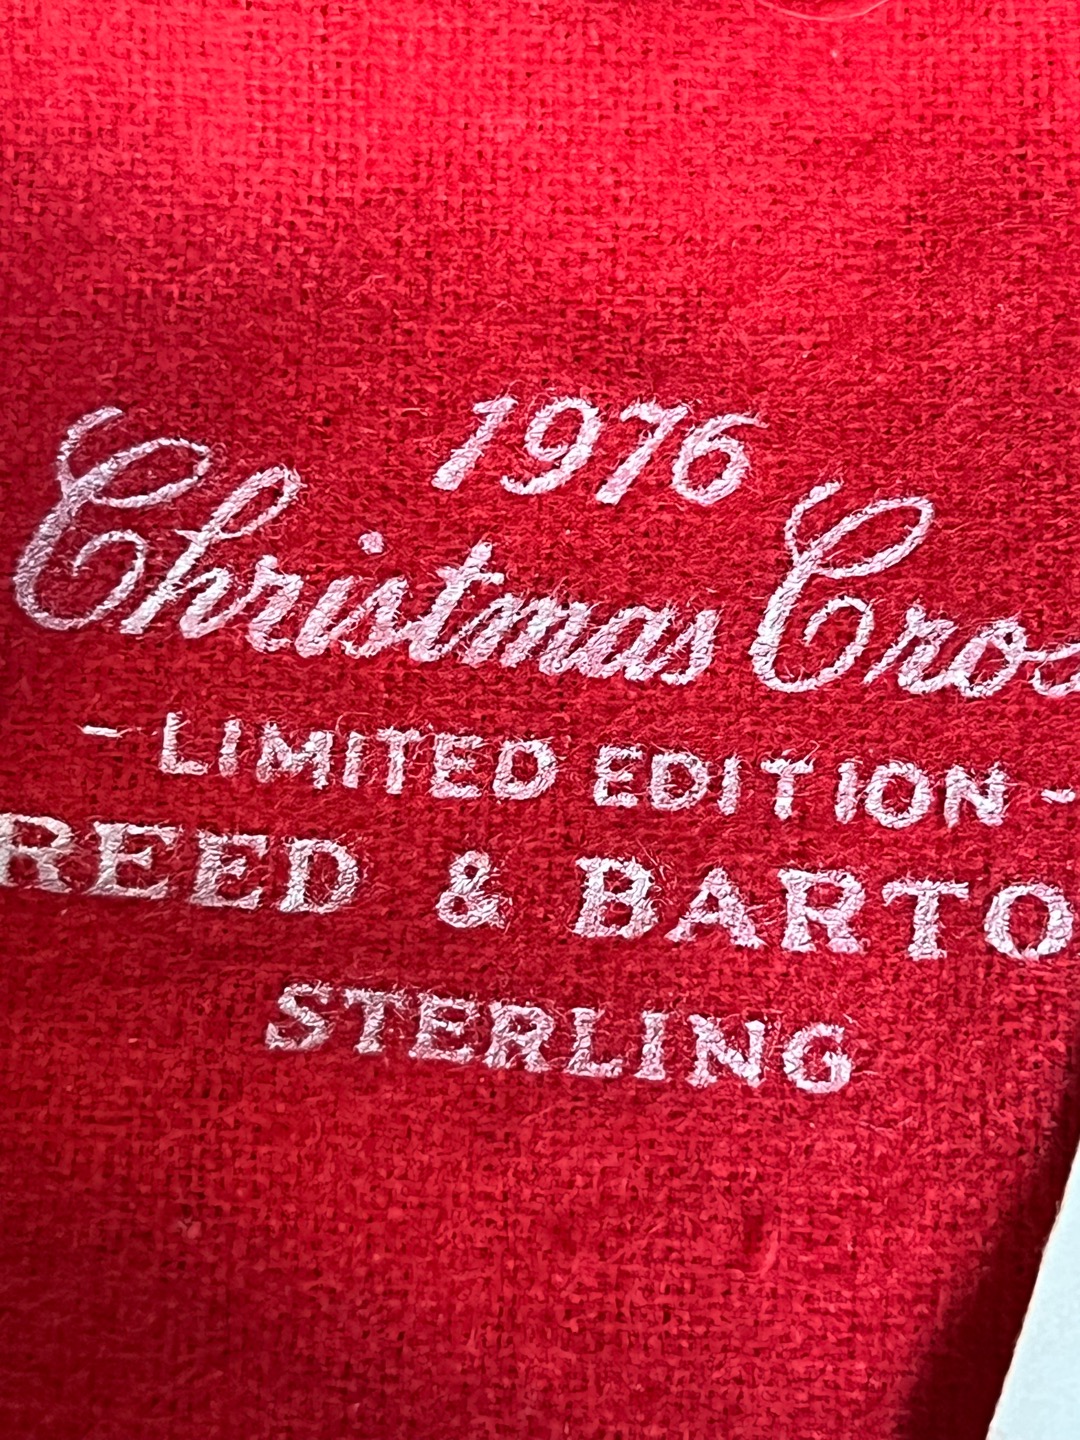 1976
Christmas Cros
- LIMITED EDITION -
REED & BARTO
STERLING